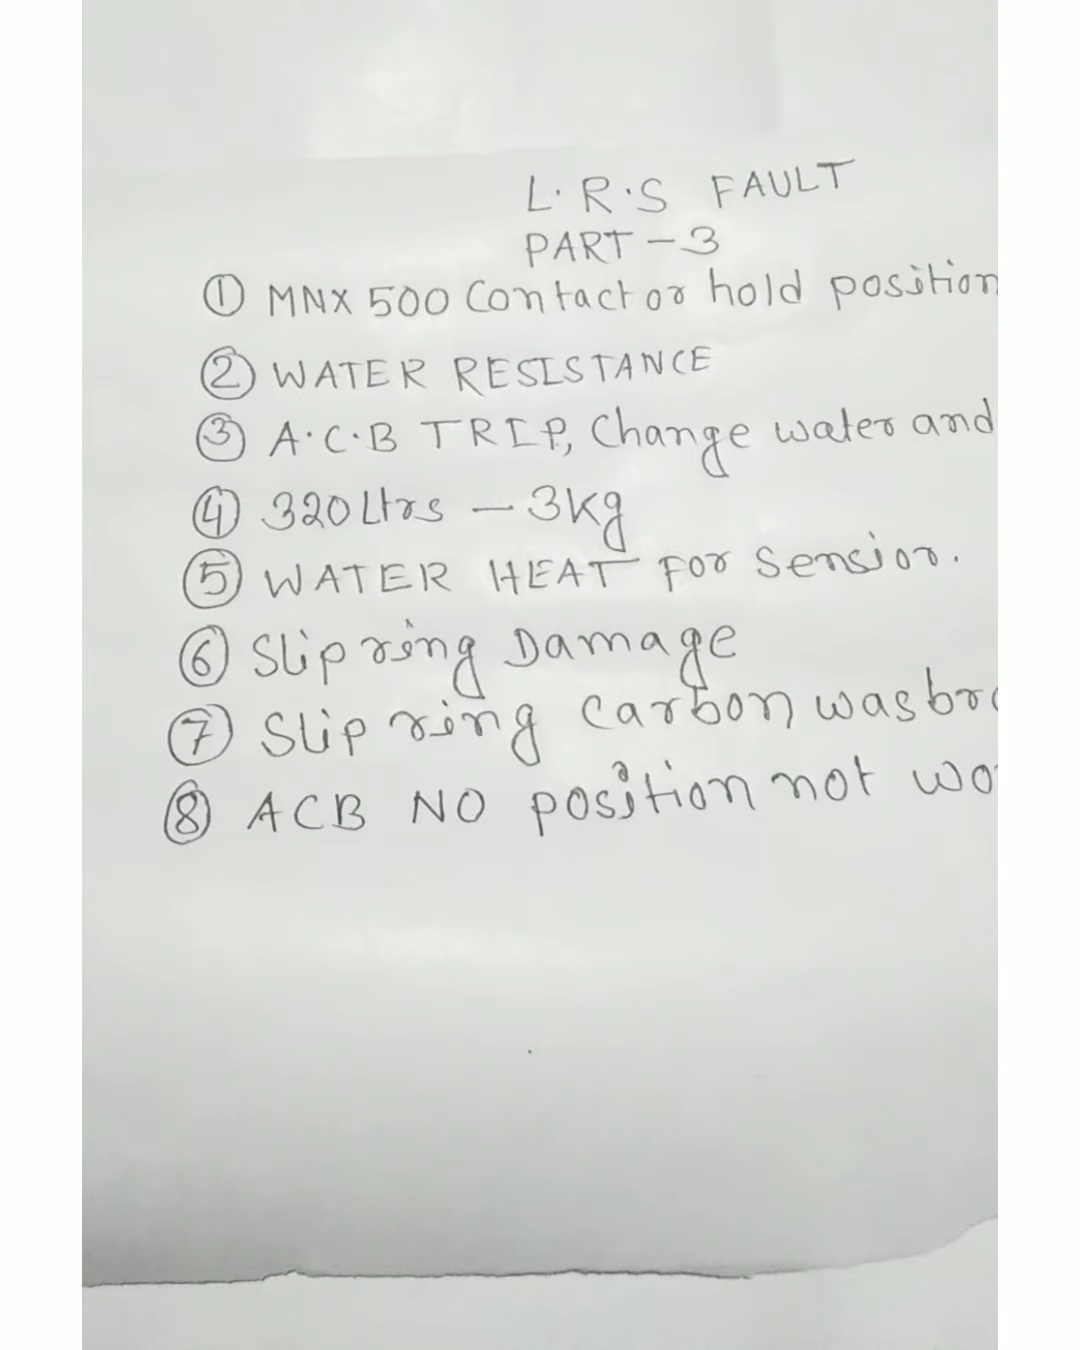 L.R.S FAULT
PART-3
① MNX 500 Contactor hold position
② WATER RESISTANCE
③ A.C.B TRIP, Change water and
④ 320 Ltrs - 3kg
⑤ WATER HEAT FOR Sensior.
⑥ Slip ring Damage
⑦ Slip ring Carbon was
⑧ ACB NO position not